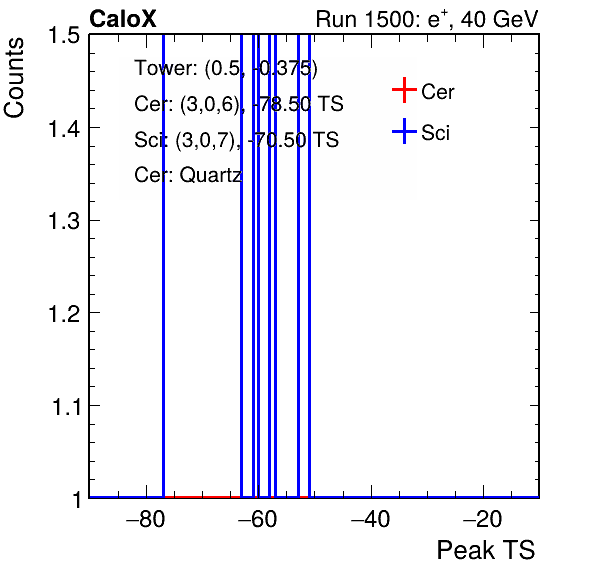 CaloX Run 1500: e+, 40 GeV
Counts
1.5
1.4
1.3
1.2
1.1
1
Tower: (0.5, -0.375)
Cer: (3,0,6), -78.50 TS
Sci: (3,0,7), -70.50 TS
Cer: Quartz
Cer
Sci
−80 −60 −40 −20
Peak TS